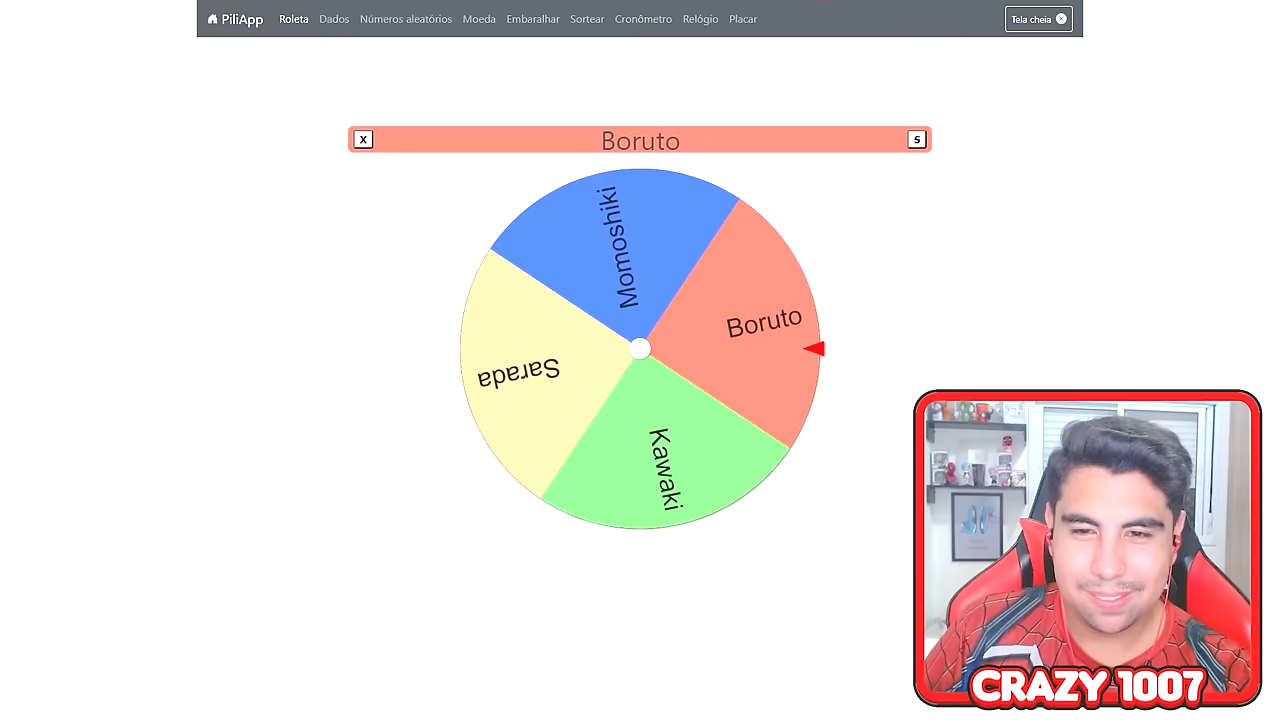 PiliApp Roleta Dados Números aleatórios Moeda Embaralhar Sortear Cronômetro Relógio Placar Tela cheia
X Boruto S
Momoshiki
Boruto
Sarada
Kawaki
CRAZY 1007